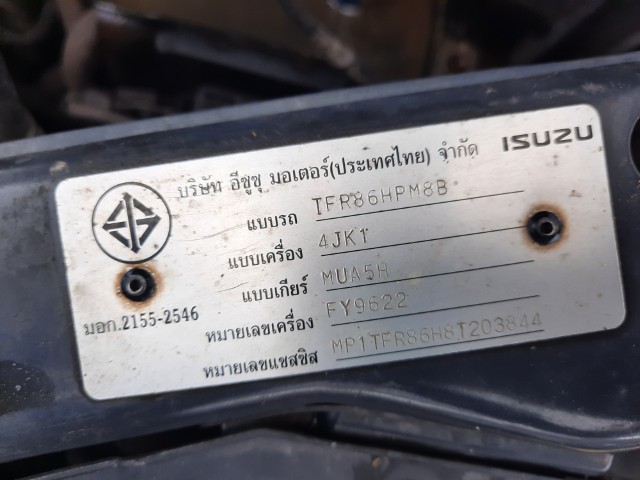 บริษัท อีซูซุ มอเตอร์(ประเทศไทย) จำกัด ISUZU
แบบรถ TFR86HPM8B
แบบเครื่อง 4JK1
แบบเกียร์ MUA5H
หมายเลขเครื่อง FY9622
หมายเลขแชสซิส MP1TFR86H8T203844
มอก.2155-2546